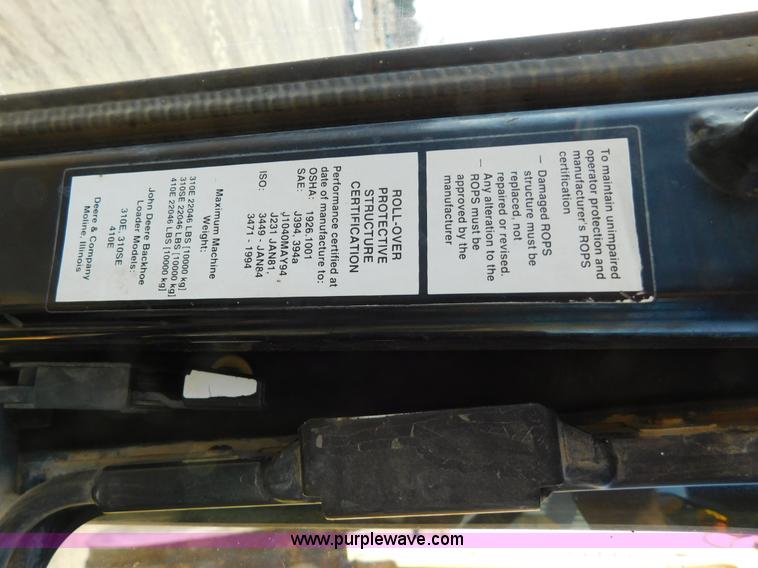 To maintain unimpaired
operator protection and
manufacturer's ROPS
certification
— Damaged ROPS
structure must be
replaced, not
repaired or revised.
— Any alteration to the
ROPS must be
approved by the
manufacturer
ROLL-OVER
PROTECTIVE
STRUCTURE
CERTIFICATION
Performance certified at
date of manufacture to:
OSHA: 1926.1001
SAE: J394, 394a
J1040MAY94,
J231 JAN81,
ISO: 3449 - JAN84
3471 - 1994
Maximum Machine
Weight:
310E 22046 LBS [10000 kg]
310SE 22046 LBS [10000 kg]
410E 22046 LBS [10000 kg]
John Deere Backhoe
Loader Models:
310E, 310SE
410E
Deere & Company
Moline, Illinois
www.purplewave.com